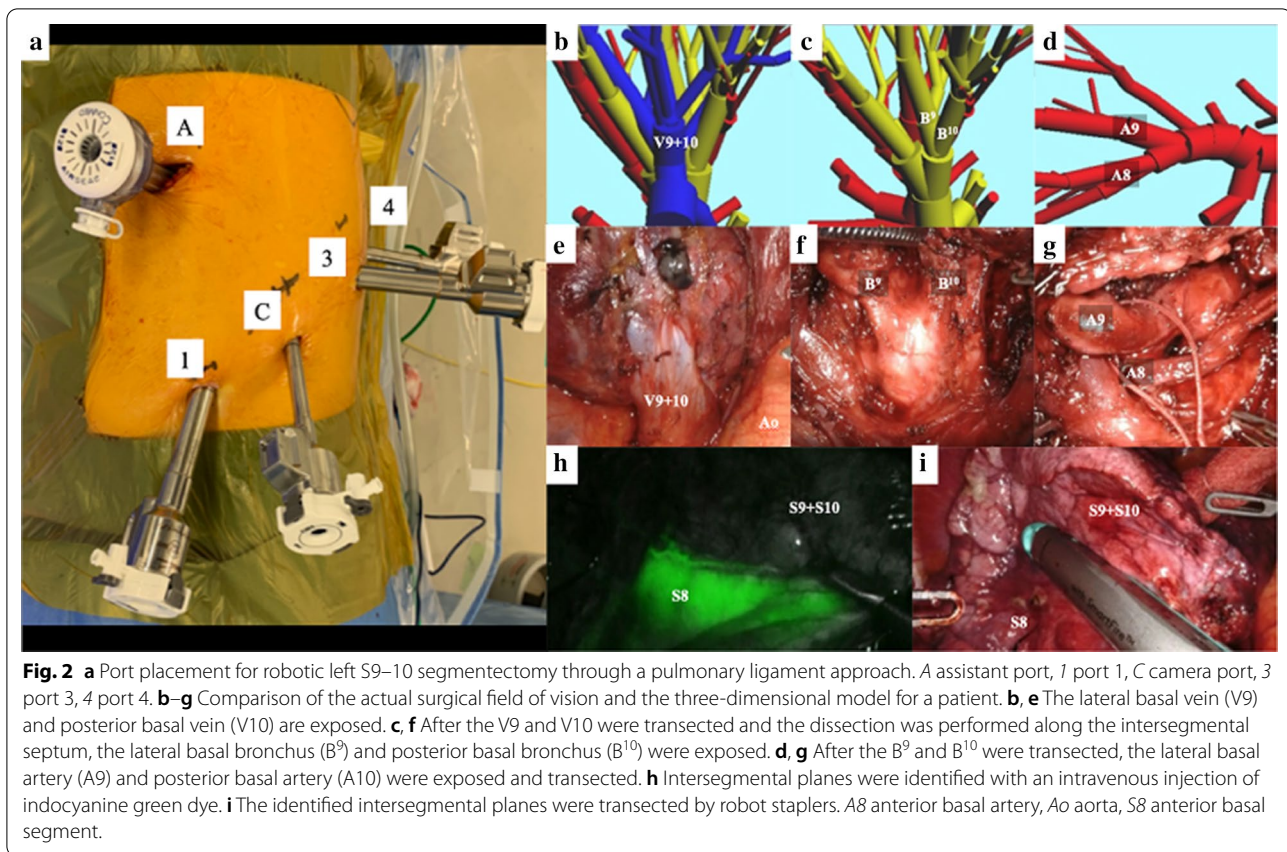 a
A
4
3
C
1
b
V9+10
c
B⁹
B¹⁰
d
A9
A8
e
V9+10
Ao
f
B⁹
B¹⁰
g
A9
A8
h
S9+S10
S8
i
S9+S10
S8
Fig. 2 a Port placement for robotic left S9–10 segmentectomy through a pulmonary ligament approach. A assistant port, 1 port 1, C camera port, 3
port 3, 4 port 4. b–g Comparison of the actual surgical field of vision and the three-dimensional model for a patient. b, e The lateral basal vein (V9)
and posterior basal vein (V10) are exposed. c, f After the V9 and V10 were transected and the dissection was performed along the intersegmental
septum, the lateral basal bronchus (B⁹) and posterior basal bronchus (B¹⁰) were exposed. d, g After the B⁹ and B¹⁰ were transected, the lateral basal
artery (A9) and posterior basal artery (A10) were exposed and transected. h Intersegmental planes were identified with an intravenous injection of
indocyanine green dye. i The identified intersegmental planes were transected by robot staplers. A8 anterior basal artery, Ao aorta, S8 anterior basal
segment.